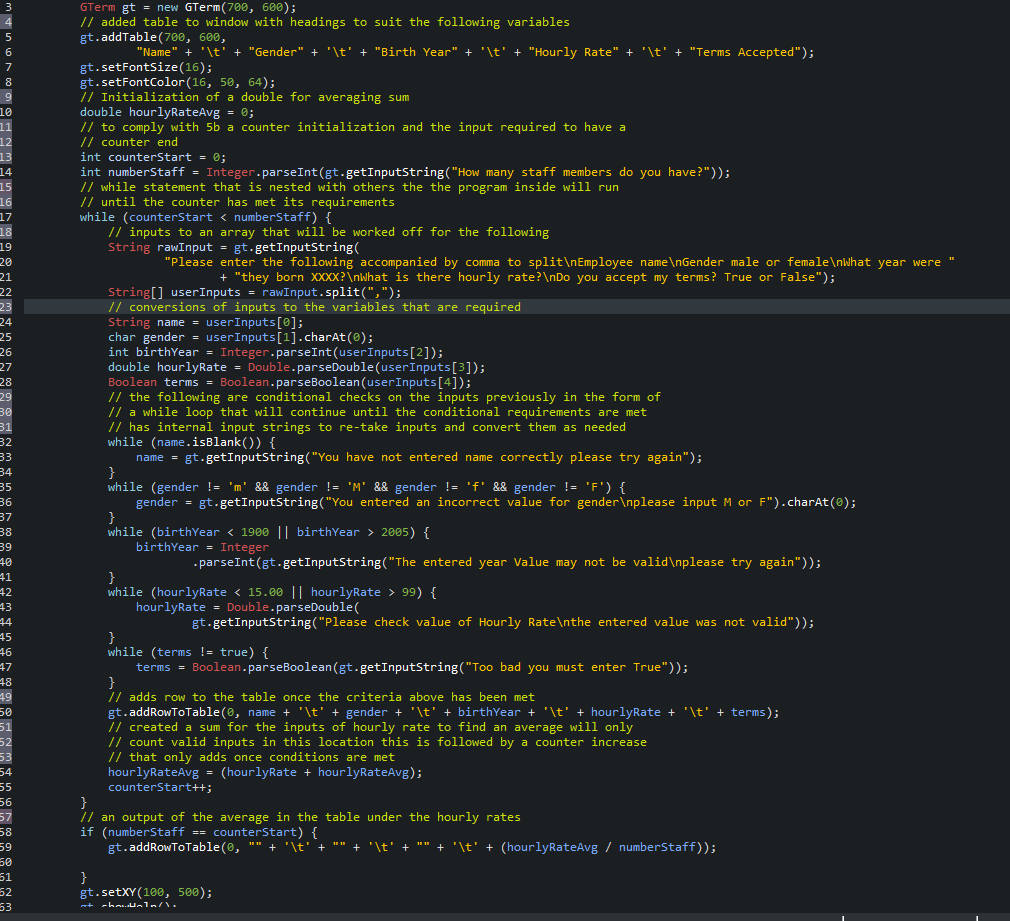 3 GTerm gt = new GTerm(700, 600);
4 // added table to window with headings to suit the following variables
5 gt.addTable(700, 600,
6 "Name" + '\t' + "Gender" + '\t' + "Birth Year" + '\t' + "Hourly Rate" + '\t' + "Terms Accepted");
7 gt.setFontSize(16);
8 gt.setFontColor(16, 50, 64);
9 // Initialization of a double for averaging sum
10 double hourlyRateAvg = 0;
11 // to comply with 5b a counter initialization and the input required to have a
12 // counter end
13 int counterStart = 0;
14 int numberStaff = Integer.parseInt(gt.getInputString("How many staff members do you have?"));
15 // while statement that is nested with others the the program inside will run
16 // until the counter has met its requirements
17 while (counterStart < numberStaff) {
18 // inputs to an array that will be worked off for the following
19 String rawInput = gt.getInputString(
20 "Please enter the following accompanied by comma to split\nEmployee name\nGender male or female\nWhat year were "
21 + "they born XXXX?\nWhat is there hourly rate?\nDo you accept my terms? True or False");
22 String[] userInputs = rawInput.split(",");
23 // conversions of inputs to the variables that are required
24 String name = userInputs[0];
25 char gender = userInputs[1].charAt(0);
26 int birthYear = Integer.parseInt(userInputs[2]);
27 double hourlyRate = Double.parseDouble(userInputs[3]);
28 Boolean terms = Boolean.parseBoolean(userInputs[4]);
29 // the following are conditional checks on the inputs previously in the form of
30 // a while loop that will continue until the conditional requirements are met
31 // has internal input strings to re-take inputs and convert them as needed
32 while (name.isBlank()) {
33 name = gt.getInputString("You have not entered name correctly please try again");
34 }
35 while (gender != 'm' && gender != 'M' && gender != 'f' && gender != 'F') {
36 gender = gt.getInputString("You entered an incorrect value for gender\nplease input M or F").charAt(0);
37 }
38 while (birthYear < 1900 || birthYear > 2005) {
39 birthYear = Integer
40 .parseInt(gt.getInputString("The entered year Value may not be valid\nplease try again"));
41 }
42 while (hourlyRate < 15.00 || hourlyRate > 99) {
43 hourlyRate = Double.parseDouble(
44 gt.getInputString("Please check value of Hourly Rate\nthe entered value was not valid"));
45 }
46 while (terms != true) {
47 terms = Boolean.parseBoolean(gt.getInputString("Too bad you must enter True"));
48 }
49 // adds row to the table once the criteria above has been met
50 gt.addRowToTable(0, name + '\t' + gender + '\t' + birthYear + '\t' + hourlyRate + '\t' + terms);
51 // created a sum for the inputs of hourly rate to find an average will only
52 // count valid inputs in this location this is followed by a counter increase
53 // that only adds once conditions are met
54 hourlyRateAvg = (hourlyRate + hourlyRateAvg);
55 counterStart++;
56 }
57 // an output of the average in the table under the hourly rates
58 if (numberStaff == counterStart) {
59 gt.addRowToTable(0, "" + '\t' + "" + '\t' + "" + '\t' + (hourlyRateAvg / numberStaff));
60
61 }
62 gt.setXY(100, 500);
63 gt.showHelp();